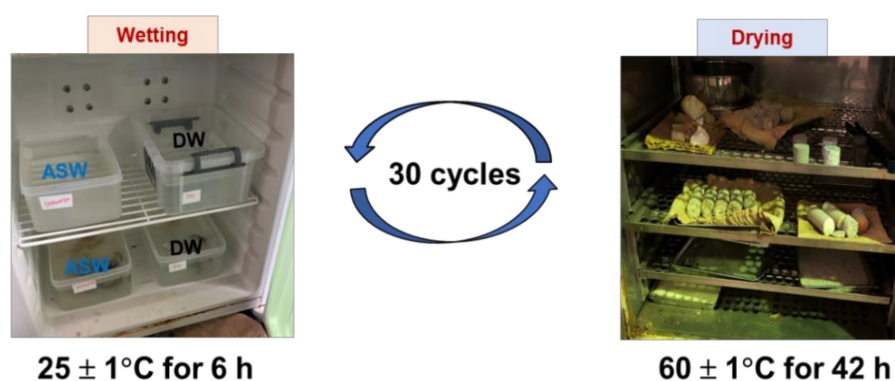 Wetting
Drying
ASW
DW
30 cycles
ASW
DW
25 ± 1°C for 6 h
60 ± 1°C for 42 h